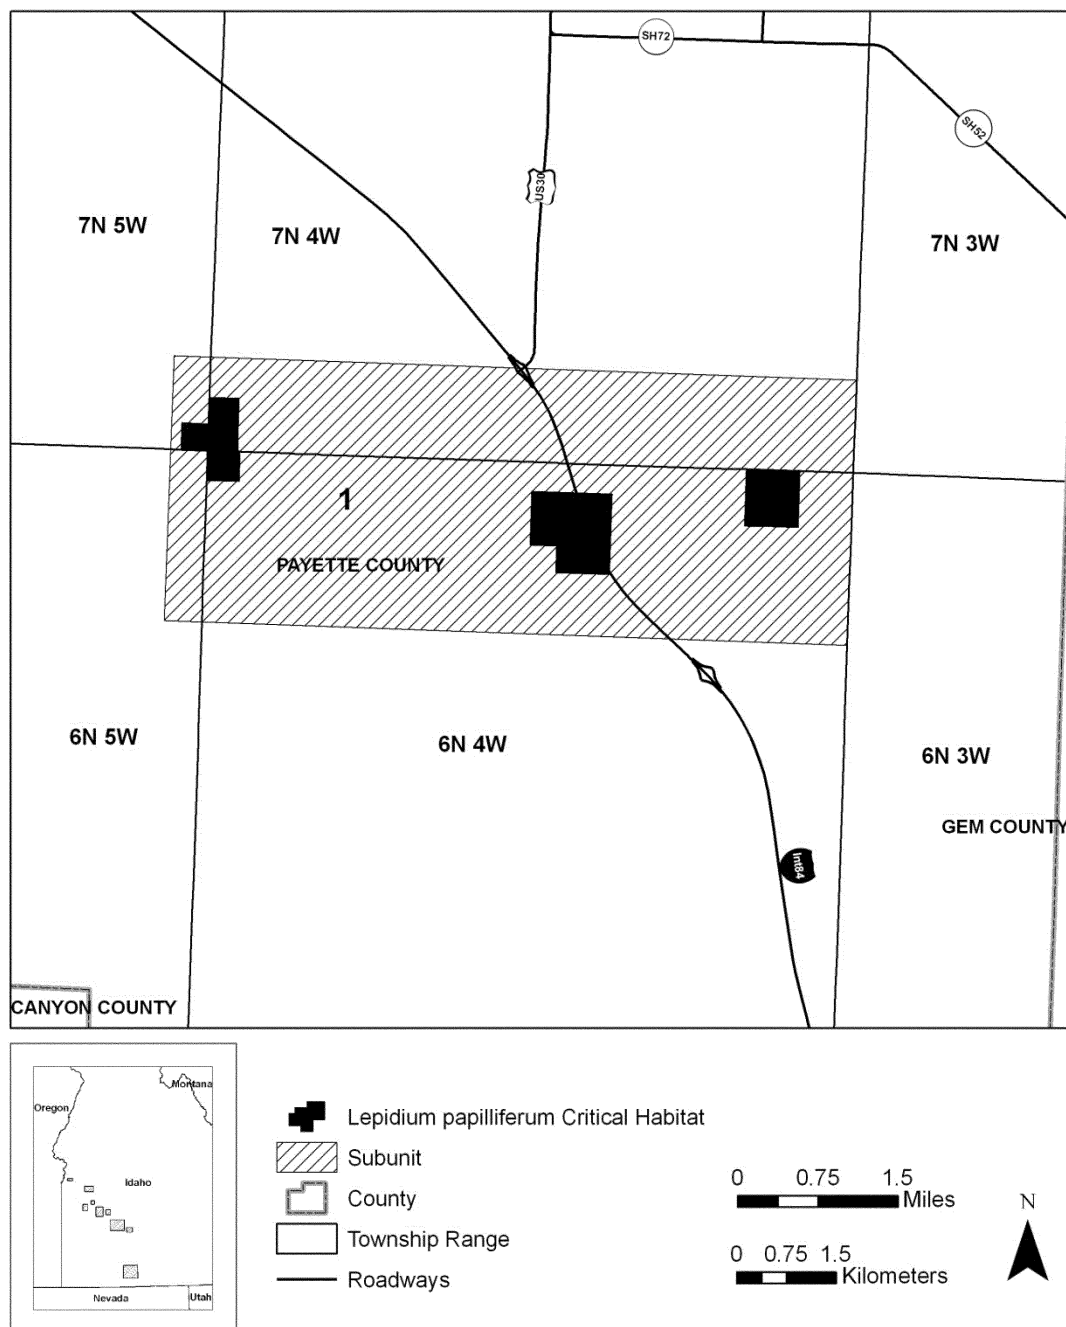 SH72
SH52
US30
7N 5W
7N 4W
7N 3W
1
PAYETTE COUNTY
6N 5W
6N 4W
6N 3W
GEM COUNTY
Int84
CANYON COUNTY
Oregon
Montana
Idaho
Nevada
Utah
Lepidium papilliferum Critical Habitat
Subunit
County
Township Range
Roadways
0 0.75 1.5
Miles
0 0.75 1.5
Kilometers
N